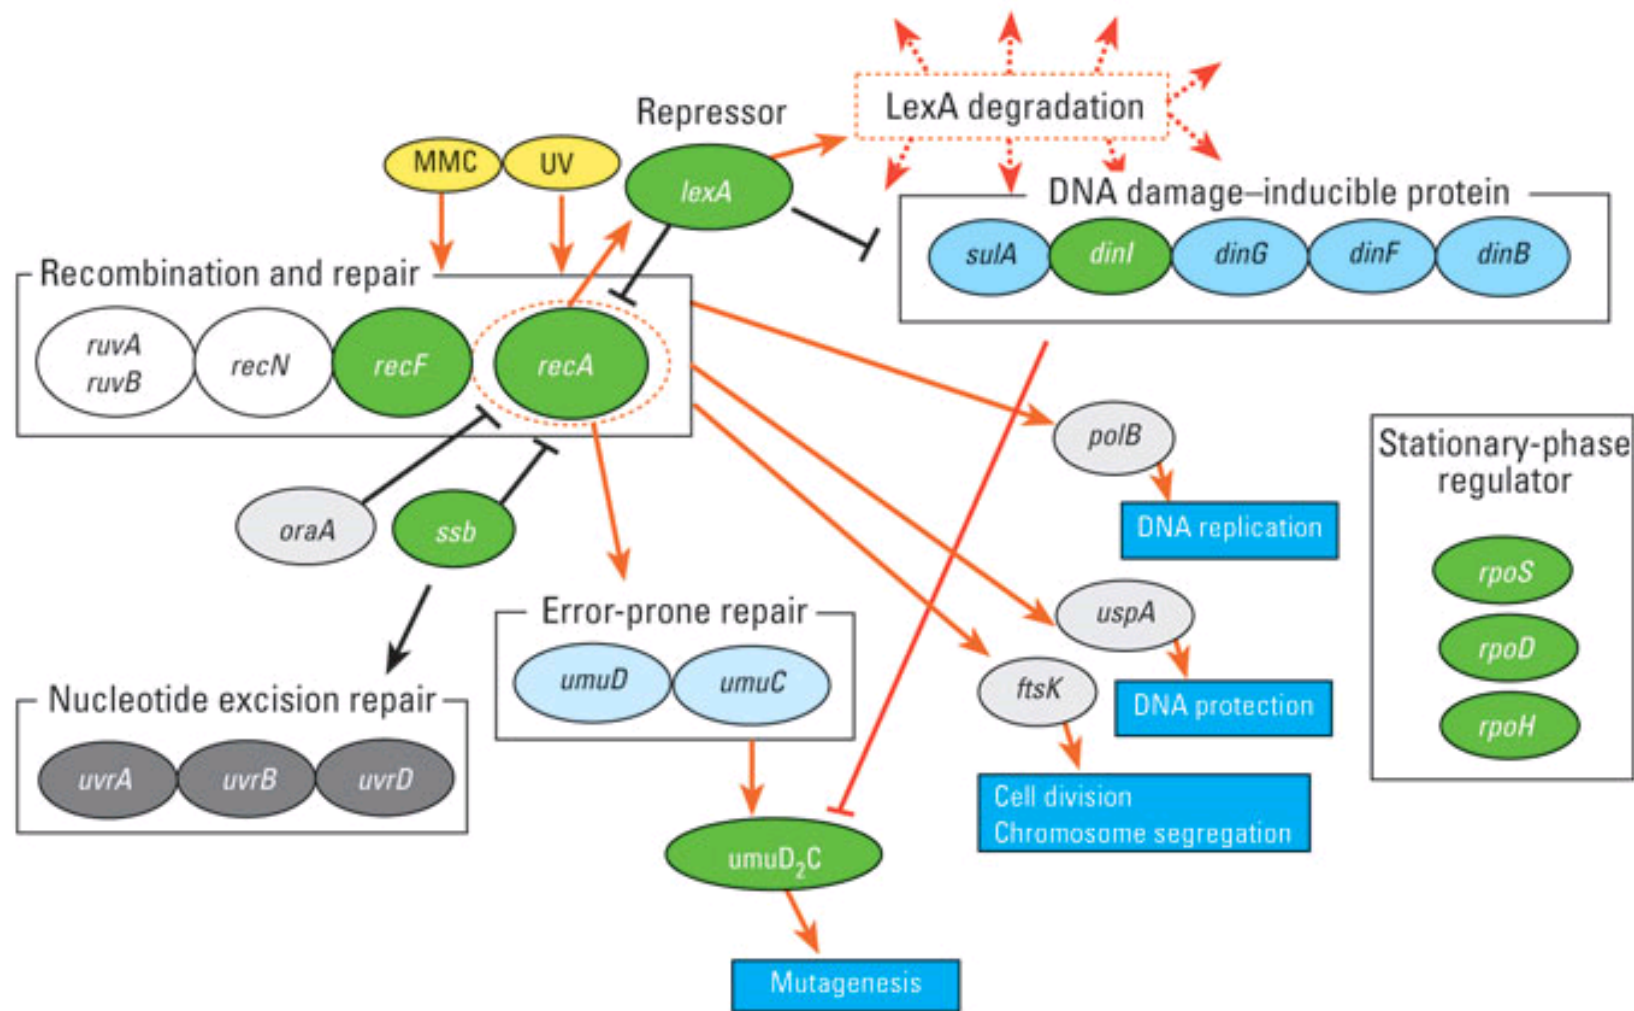 LexA degradation
Repressor
MMC
UV
lexA
DNA damage–inducible protein
sulA
dinI
dinG
dinF
dinB
Recombination and repair
ruvA
ruvB
recN
recF
recA
polB
DNA replication
Stationary-phase
regulator
rpoS
rpoD
rpoH
oraA
ssb
Error-prone repair
umuD
umuC
uspA
DNA protection
ftsK
Cell division
Chromosome segregation
Nucleotide excision repair
uvrA
uvrB
uvrD
umuD₂C
Mutagenesis